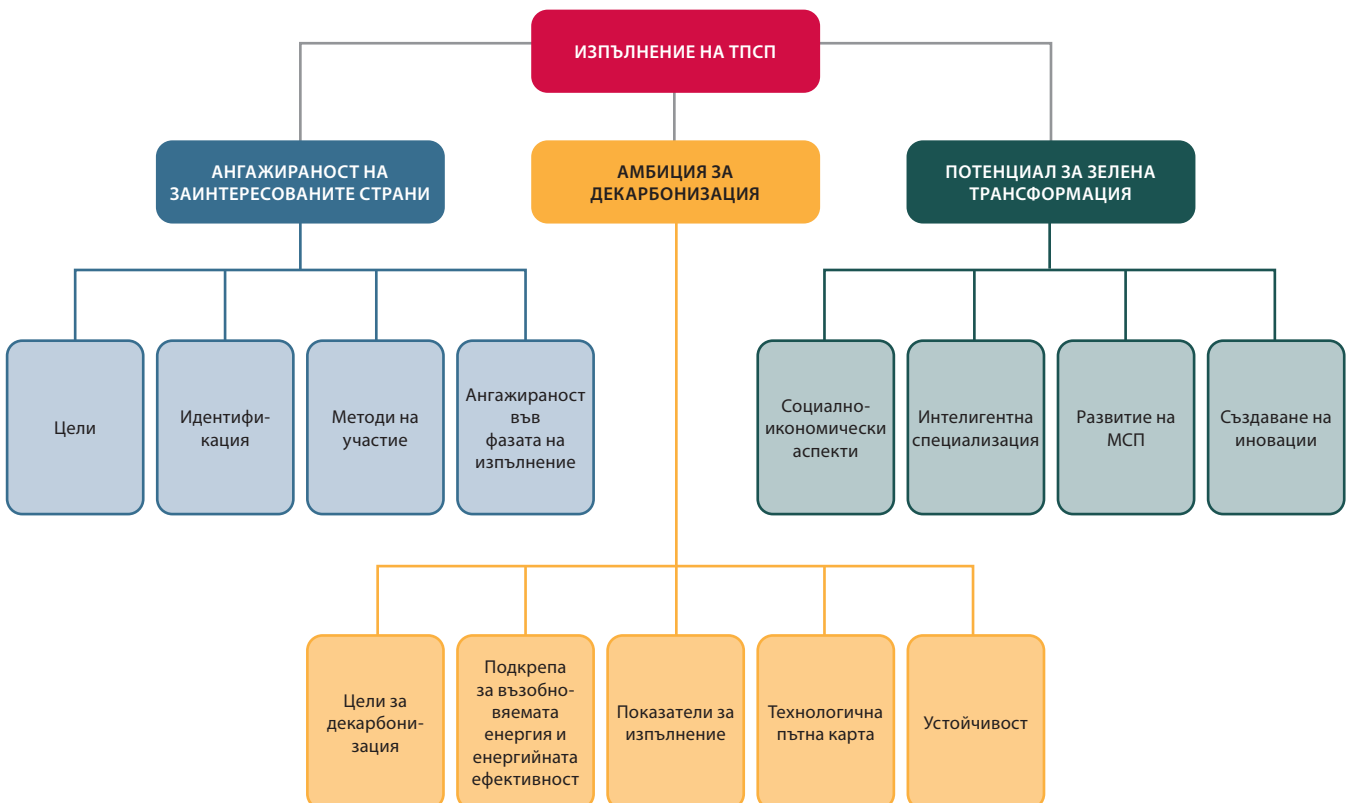 ИЗПЪЛНЕНИЕ НА ТПСП
АНГАЖИРАНОСТ НА
ЗАИНТЕРЕСОВАНИТЕ СТРАНИ
АМБИЦИЯ ЗА
ДЕКАРБОНИЗАЦИЯ
ПОТЕНЦИАЛ ЗА ЗЕЛЕНА
ТРАНСФОРМАЦИЯ
Цели
Идентифи-
кация
Методи на
участие
Ангажираност
във
фазата на
изпълнение
Социално-
икономически
аспекти
Интелигентна
специализация
Развитие на
МСП
Създаване на
иновации
Цели за
декарбони-
зация
Подкрепа
за възобно-
вяемата
енергия и
енергийната
ефективност
Показатели за
изпълнение
Технологична
пътна карта
Устойчивост